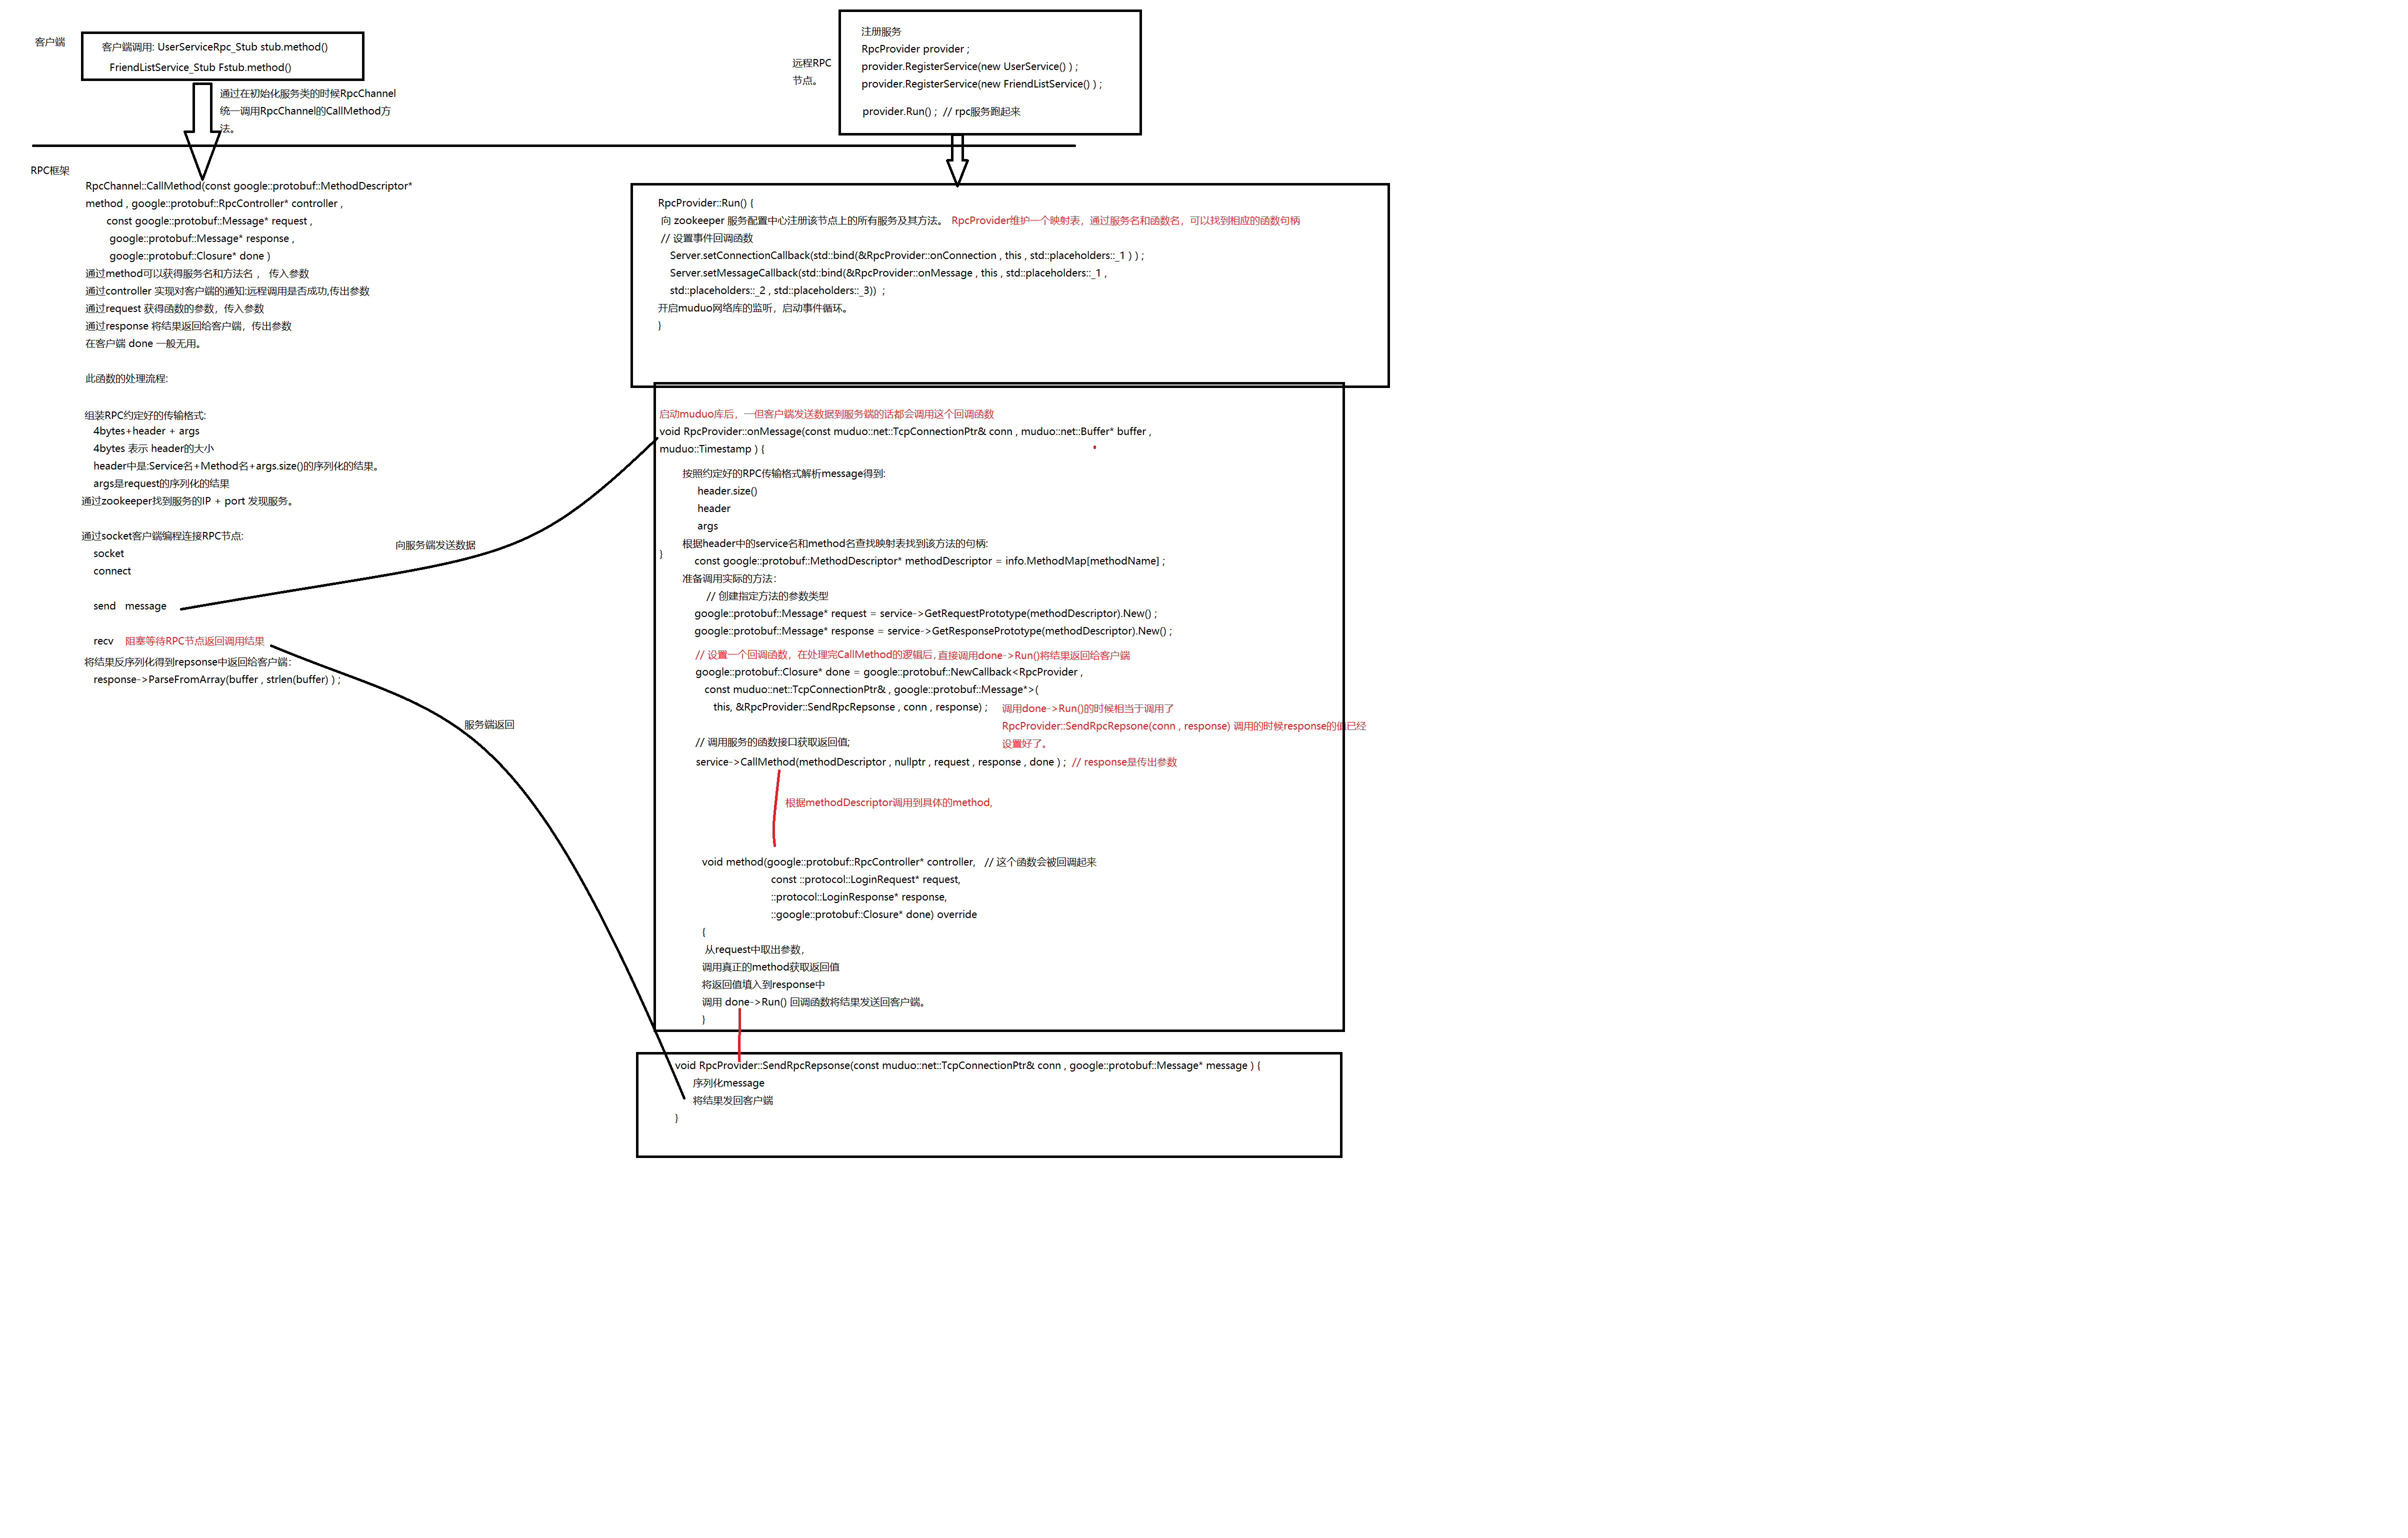 客户端
客户端调用: UserServiceRpc_Stub stub.method()
FriendListService_Stub Fstub.method()
通过在初始化服务类的时候RpcChannel
统一调用RpcChannel的CallMethod方
法。
远程RPC
节点。
注册服务
RpcProvider provider ;
provider.RegisterService(new UserService() ) ;
provider.RegisterService(new FriendListService() ) ;
provider.Run() ;  // rpc服务跑起来
RPC框架
RpcChannel::CallMethod(const google::protobuf::MethodDescriptor*
method , google::protobuf::RpcController* controller ,
const google::protobuf::Message* request ,
google::protobuf::Message* response ,
google::protobuf::Closure* done )
通过method可以获得服务名和方法名 ,  传入参数
通过controller 实现对客户端的通知:远程调用是否成功,传出参数
通过request 获得函数的参数，传入参数
通过response 将结果返回给客户端，传出参数
在客户端 done 一般无用。
此函数的处理流程:
组装RPC约定好的传输格式:
4bytes+header + args
4bytes 表示 header的大小
header中是:Service名+Method名+args.size()的序列化的结果。
args是request的序列化的结果
通过zookeeper找到服务的IP + port 发现服务。
通过socket客户端编程连接RPC节点:
socket
connect
send   message
recv    阻塞等待RPC节点返回调用结果
将结果反序列化得到repsonse中返回给客户端：
response->ParseFromArray(buffer , strlen(buffer) ) ;
向服务端发送数据
服务端返回
RpcProvider::Run() {
向 zookeeper 服务配置中心注册该节点上的所有服务及其方法。  RpcProvider维护一个映射表，通过服务名和函数名，可以找到相应的函数句柄
// 设置事件回调函数
Server.setConnectionCallback(std::bind(&RpcProvider::onConnection , this , std::placeholders::_1 ) ) ;
Server.setMessageCallback(std::bind(&RpcProvider::onMessage , this , std::placeholders::_1 ,
std::placeholders::_2 , std::placeholders::_3))  ;
开启muduo网络库的监听，启动事件循环。
}
启动muduo库后，一但客户端发送数据到服务端的话都会调用这个回调函数
void RpcProvider::onMessage(const muduo::net::TcpConnectionPtr& conn , muduo::net::Buffer* buffer ,
muduo::Timestamp ) {
按照约定好的RPC传输格式解析message得到:
header.size()
header
args
根据header中的service名和method名查找映射表找到该方法的句柄:
}
const google::protobuf::MethodDescriptor* methodDescriptor = info.MethodMap[methodName] ;
准备调用实际的方法：
// 创建指定方法的参数类型
google::protobuf::Message* request = service->GetRequestPrototype(methodDescriptor).New() ;
google::protobuf::Message* response = service->GetResponsePrototype(methodDescriptor).New() ;
// 设置一个回调函数，在处理完CallMethod的逻辑后, 直接调用done->Run()将结果返回给客户端
google::protobuf::Closure* done = google::protobuf::NewCallback<RpcProvider ,
const muduo::net::TcpConnectionPtr& , google::protobuf::Message*>(
this, &RpcProvider::SendRpcRepsonse , conn , response) ;
调用done->Run()的时候相当于调用了
RpcProvider::SendRpcRepsone(conn , response) 调用的时候response的值已经
设置好了。
// 调用服务的函数接口获取返回值;
service->CallMethod(methodDescriptor , nullptr , request , response , done ) ;  // response是传出参数
根据methodDescriptor调用到具体的method,
void method(google::protobuf::RpcController* controller,   // 这个函数会被回调起来
const ::protocol::LoginRequest* request,
::protocol::LoginResponse* response,
::google::protobuf::Closure* done) override
{
从request中取出参数，
调用真正的method获取返回值
将返回值填入到response中
调用 done->Run() 回调函数将结果发送回客户端。
}
void RpcProvider::SendRpcRepsonse(const muduo::net::TcpConnectionPtr& conn , google::protobuf::Message* message ) {
序列化message
将结果发回客户端
}